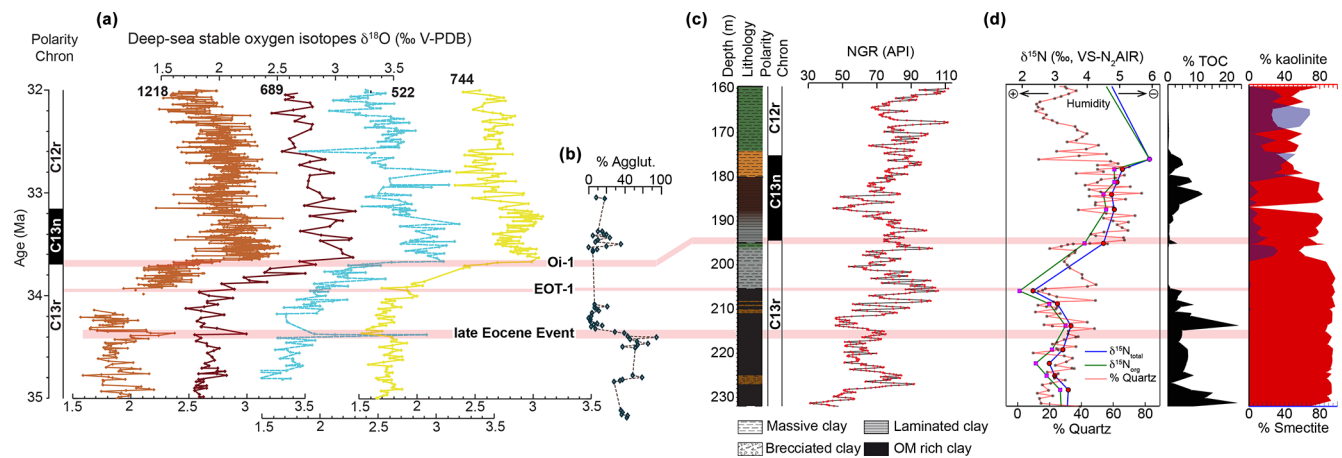 (a)
Polarity
Chron
Deep-sea stable oxygen isotopes δ18O (‰ V-PDB)
1.5 2 2.5 3 3.5
1218 689 522 744
32
33
34
35
Age (Ma)
C12r
C13n
C13r
Oi-1
EOT-1
late Eocene Event
1.5 2 2.5 3 3.5
1.5 2 2.5 3
1.5 2 2.5 3 3.5
(b)
% Agglut.
0 20 60 100
(c)
Depth (m)
Lithology
Polarity
Chron
NGR (API)
30 50 70 90 110
160
170
180
190
200
210
220
230
C12r
C13n
C13r
Massive clay
Laminated clay
Brecciated clay
OM rich clay
(d)
δ15N (‰, VS-N2AIR)
2 3 4 5 6
Humidity
δ15Ntotal
δ15Norg
% Quartz
0 20 40 60 80
% Quartz
% TOC
0 10 20
% kaolinite
0 40 80
0 20 40 60 80 100
% Smectite